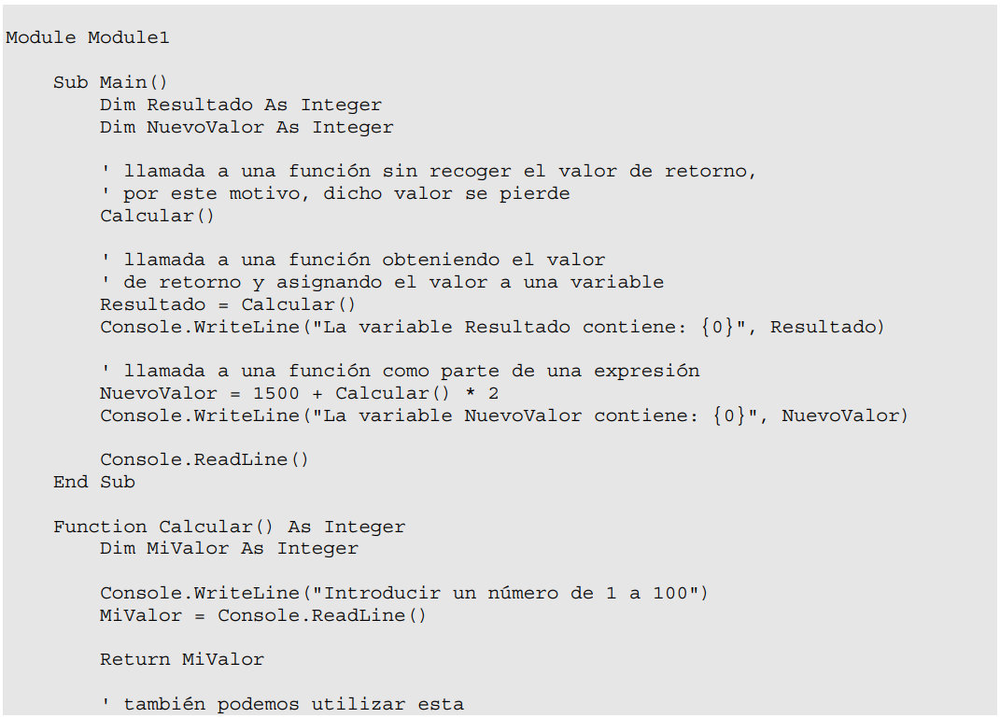 Module Module1
Sub Main()
Dim Resultado As Integer
Dim NuevoValor As Integer
' llamada a una función sin recoger el valor de retorno,
' por este motivo, dicho valor se pierde
Calcular()
' llamada a una función obteniendo el valor
' de retorno y asignando el valor a una variable
Resultado = Calcular()
Console.WriteLine("La variable Resultado contiene: {0}", Resultado)
' llamada a una función como parte de una expresión
NuevoValor = 1500 + Calcular() * 2
Console.WriteLine("La variable NuevoValor contiene: {0}", NuevoValor)
Console.ReadLine()
End Sub
Function Calcular() As Integer
Dim MiValor As Integer
Console.WriteLine("Introducir un número de 1 a 100")
MiValor = Console.ReadLine()
Return MiValor
' también podemos utilizar esta